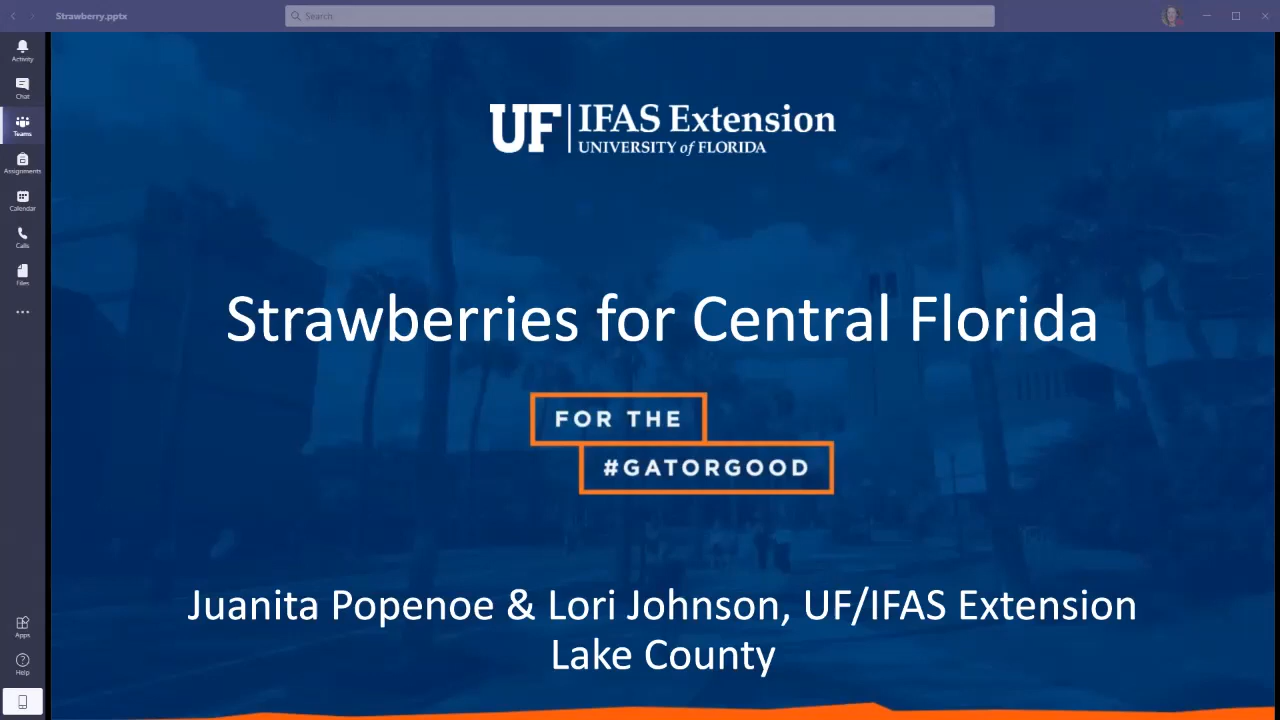 Strawberry.pptx
Search
Activity
Chat
Teams
Assignments
Calendar
Calls
Files
Apps
Help
UF IFAS Extension
UNIVERSITY of FLORIDA
Strawberries for Central Florida
FOR THE
#GATORGOOD
Juanita Popenoe & Lori Johnson, UF/IFAS Extension
Lake County